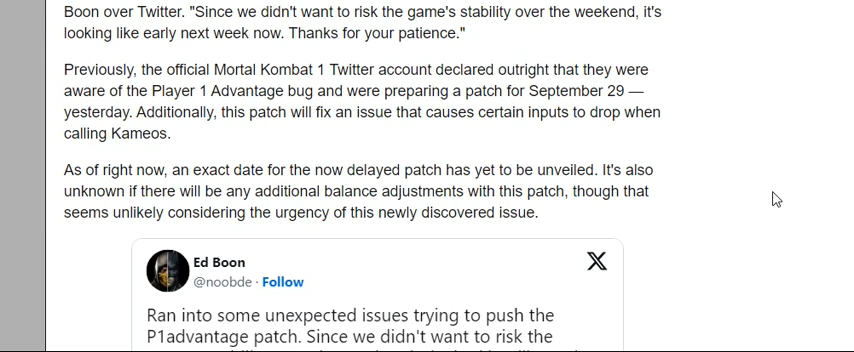 Boon over Twitter. "Since we didn't want to risk the game's stability over the weekend, it's
looking like early next week now. Thanks for your patience."
Previously, the official Mortal Kombat 1 Twitter account declared outright that they were
aware of the Player 1 Advantage bug and were preparing a patch for September 29 —
yesterday. Additionally, this patch will fix an issue that causes certain inputs to drop when
calling Kameos.
As of right now, an exact date for the now delayed patch has yet to be unveiled. It's also
unknown if there will be any additional balance adjustments with this patch, though that
seems unlikely considering the urgency of this newly discovered issue.
Ed Boon
@noobde · Follow
Ran into some unexpected issues trying to push the
P1advantage patch. Since we didn't want to risk the